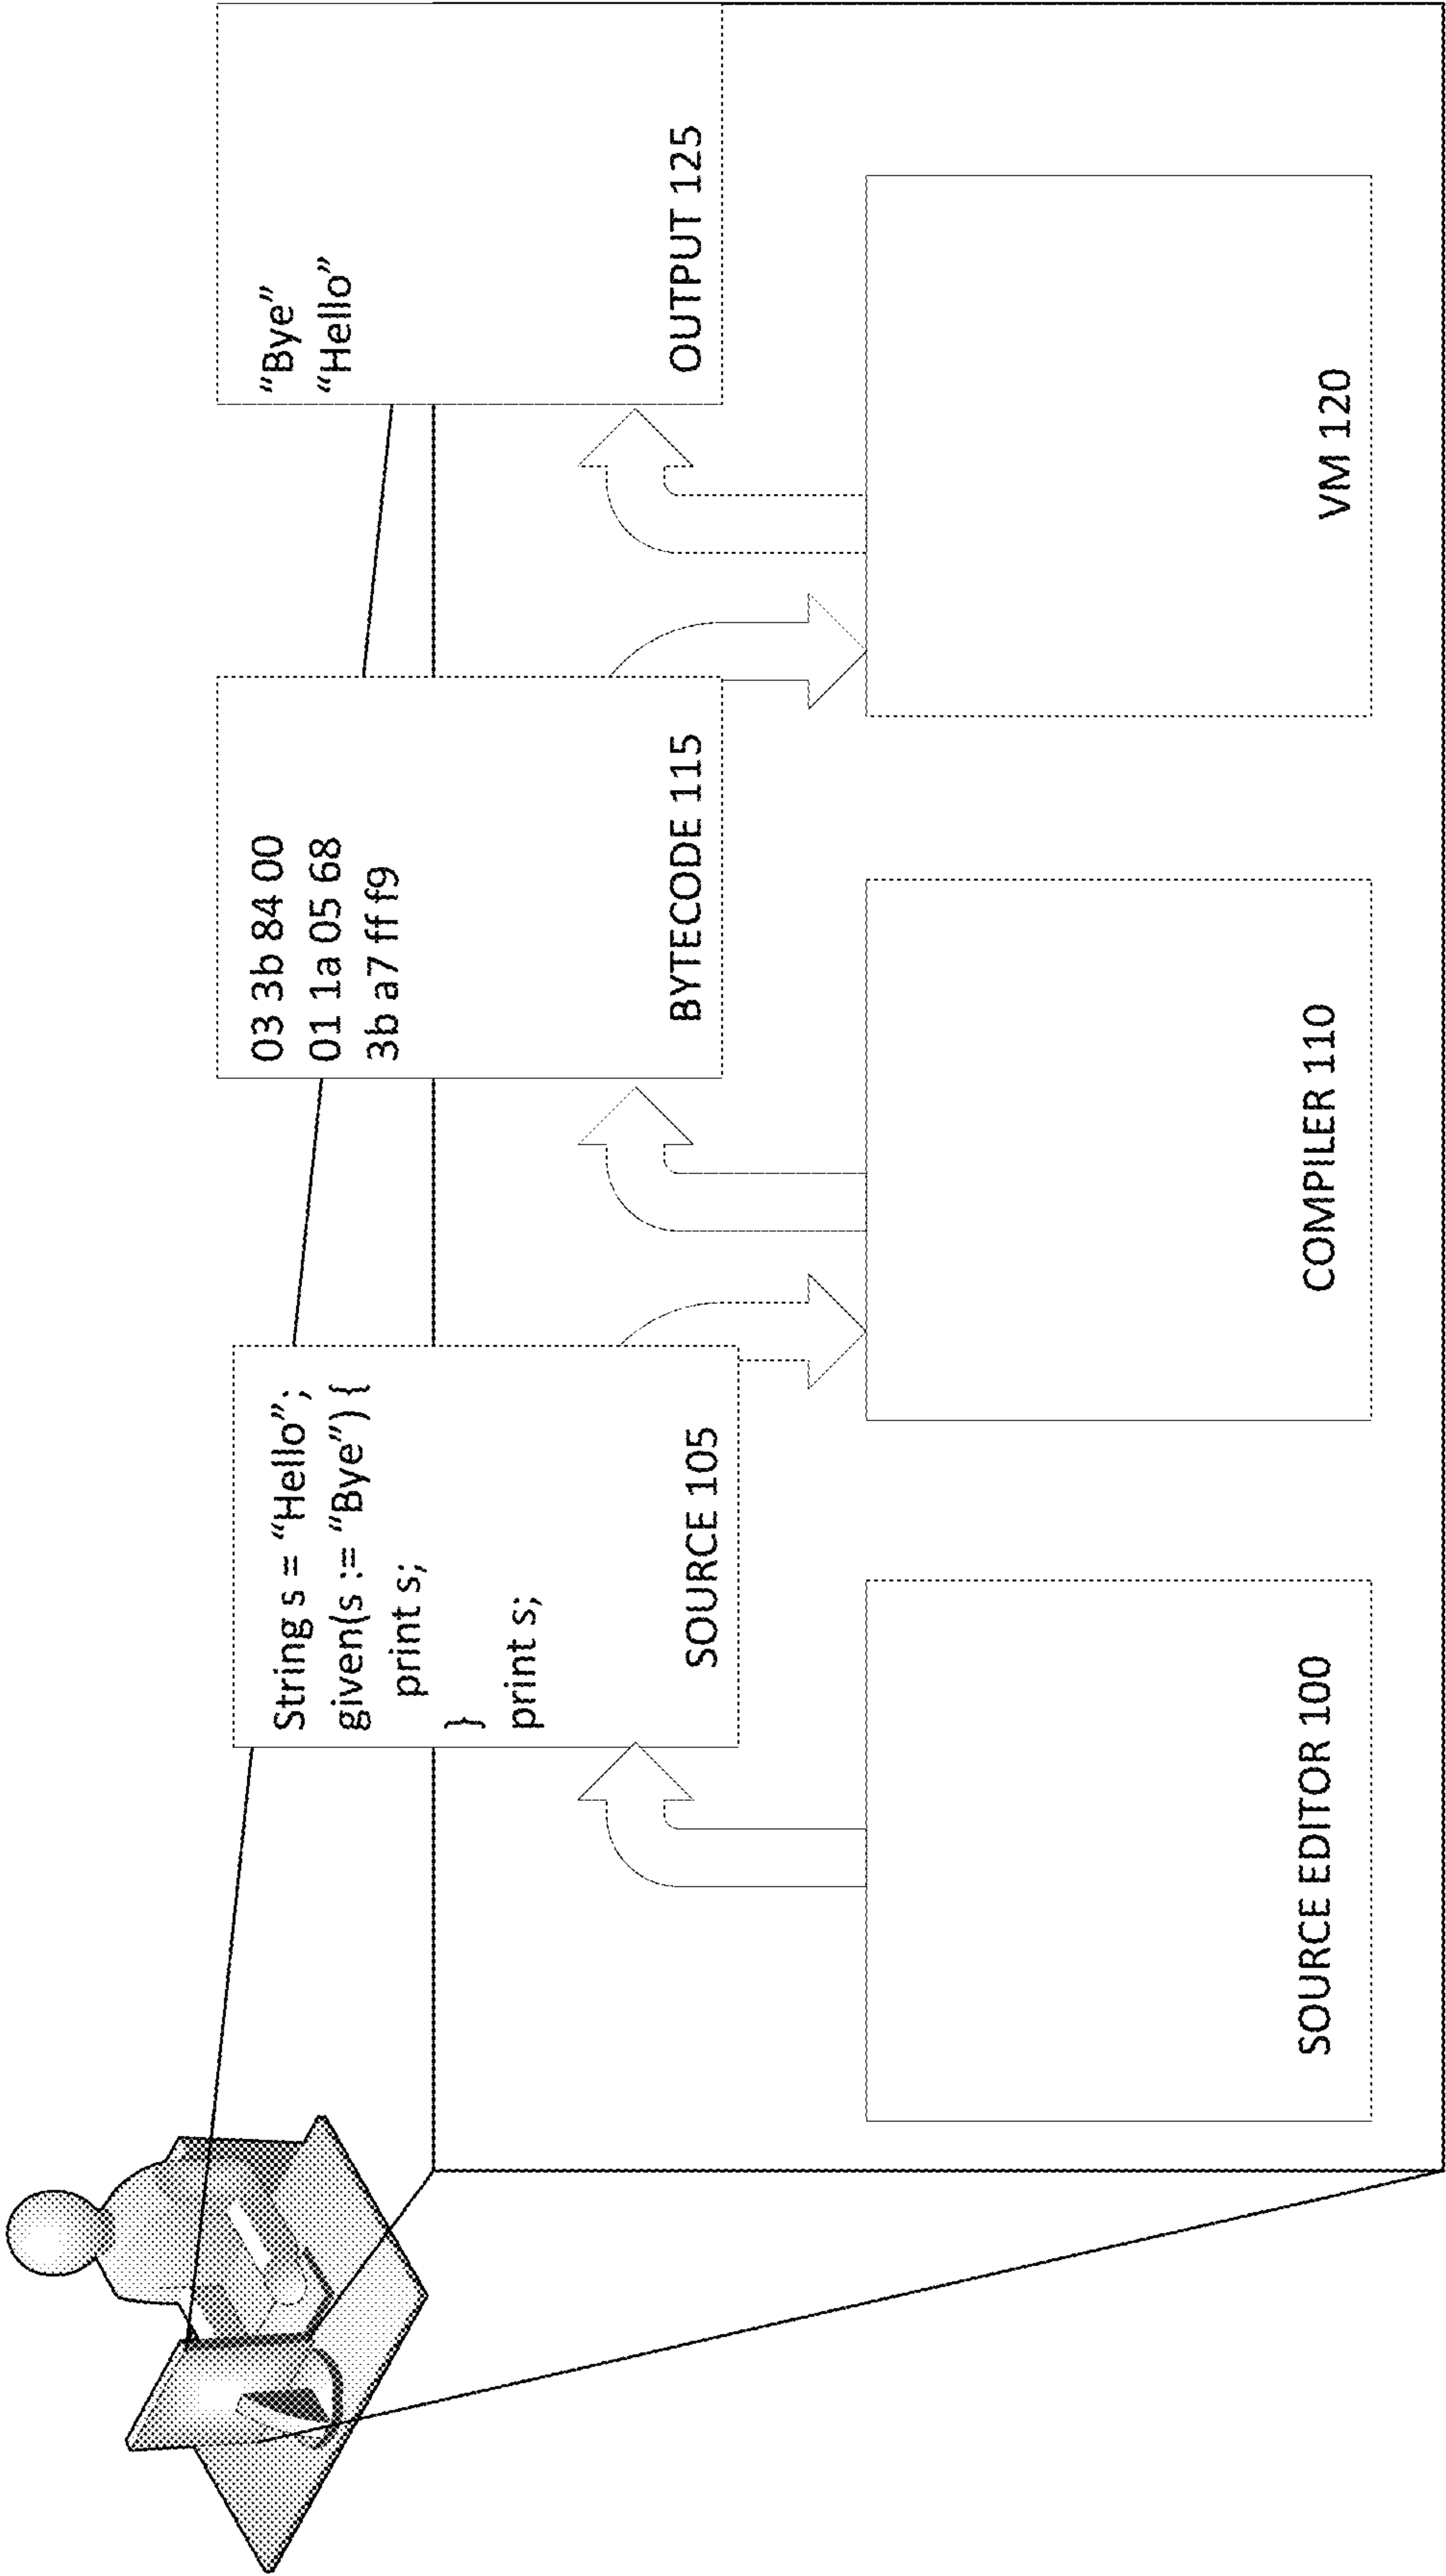 String s = “Hello”;
given(s := “Bye”) {
print s;
}
print s;
SOURCE 105
03 3b 84 00
01 1a 05 68
3b a7 ff f9
BYTECODE 115
“Bye”
“Hello”
OUTPUT 125
SOURCE EDITOR 100
COMPILER 110
VM 120